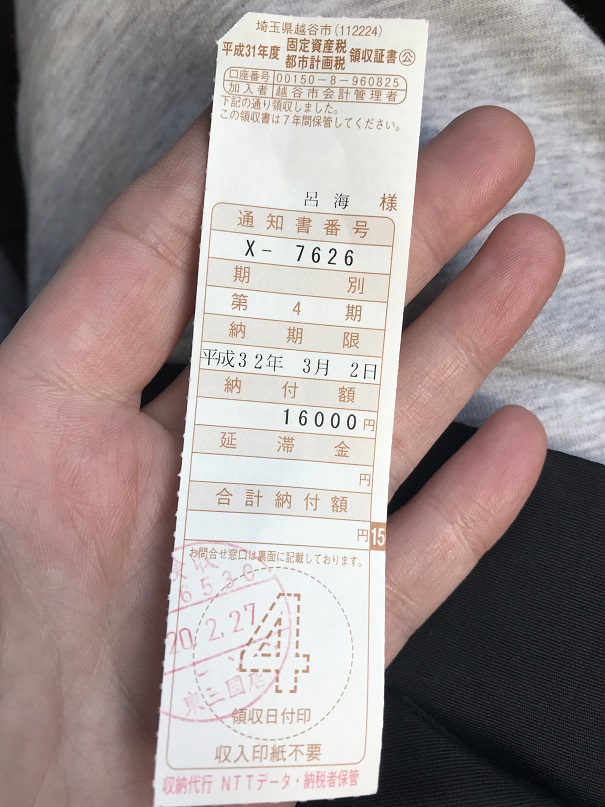 埼玉県越谷市(112224)
平成31年度 固定資産税 都市計画税 領収証書 公
口座番号 00150-8-960825
加入者 越谷市会計管理者
下記の通り領収しました。
この領収書は7年間保管してください。
呂海 様
通知書番号
X- 7626
期別
第4期
納期限
平成32年 3月 2日
納付額
16000円
延滞金
円
合計納付額
円 15
お問合せ窓口は裏面に記載しております。
6530
20.2.27
東三国店
4
領収日付印
収入印紙不要
収納代行 NTTデータ・納税者保管